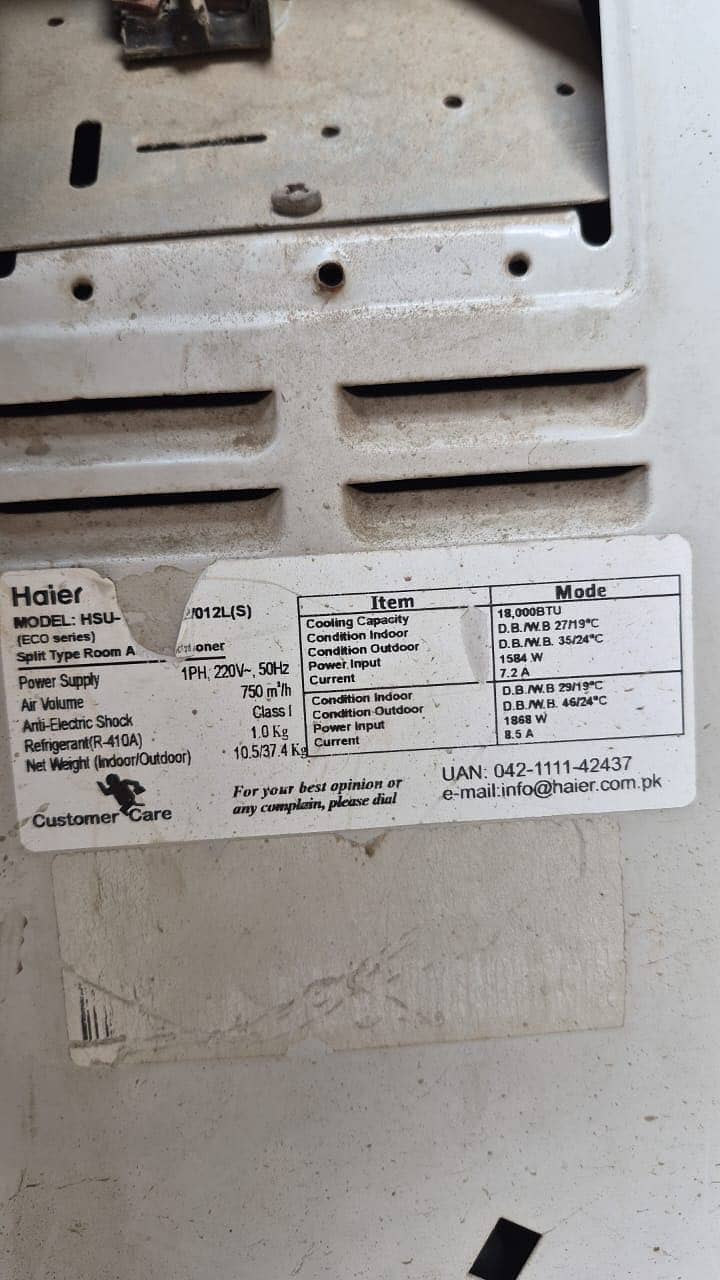 Haier
MODEL: HSU- /012L(S)
(ECO series)
Split Type Room A
Power Supply 1PH, 220V~, 50Hz
Air Volume 750 m³/h
Anti-Electric Shock Class I
Refrigerant(R-410A) 1.0 Kg
Net Weight (Indoor/Outdoor) 10.5/37.4 Kg
Item Mode
Cooling Capacity 18,000BTU
Condition Indoor D.B./W.B 27/19°C
Condition Outdoor D.B./W.B. 35/24°C
Power Input 1584 W
Current 7.2 A
Condition Indoor D.B./W.B 29/19°C
Condition Outdoor D.B./W.B. 46/24°C
Power Input 1868 W
Current 8.5 A
Customer Care
For your best opinion or
any complain, please dial
UAN: 042-1111-42437
e-mail:info@haier.com.pk